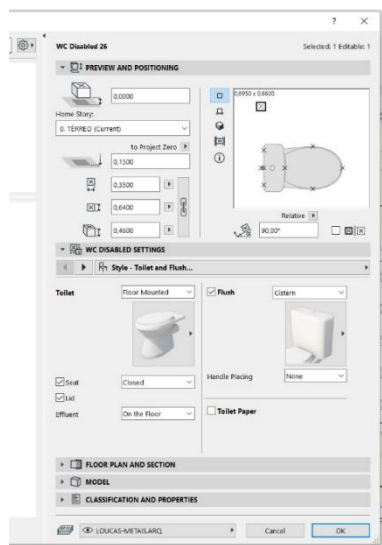 ? ×
WC Disabled 26 Selected: 1 Editable: 1
PREVIEW AND POSITIONING
0,0000
0,6950 x 0,6600
Home Story:
0. TÉRREO (Current)
to Project Zero
0,1500
0,3500
0,6400
Relative
0,4600 90,00°
WC DISABLED SETTINGS
Style - Toilet and Flush...
Toilet Floor Mounted Flush Cistern
Handle Placing None
Seat Closed
Lid
Effluent On the Floor Toilet Paper
FLOOR PLAN AND SECTION
MODEL
CLASSIFICATION AND PROPERTIES
LOUCAS-METAIS.ARQ Cancel OK